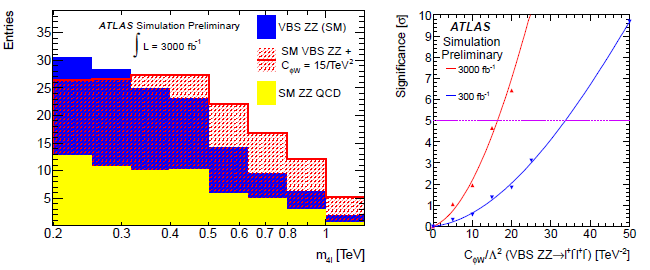 Entries
35
30
25
20
15
10
5
ATLAS Simulation Preliminary
∫ L = 3000 fb⁻¹
VBS ZZ (SM)
SM VBS ZZ +
CφW = 15/TeV²
SM ZZ QCD
0.2 0.3 0.4 0.5 0.6 0.7 0.8 1
m4l [TeV]
Significance [σ]
10
9
8
7
6
5
4
3
2
1
0
ATLAS
Simulation
Preliminary
3000 fb⁻¹
300 fb⁻¹
0 10 20 30 40 50
CφW/Λ² (VBS ZZ→l⁺l⁻l⁺l⁻) [TeV⁻²]